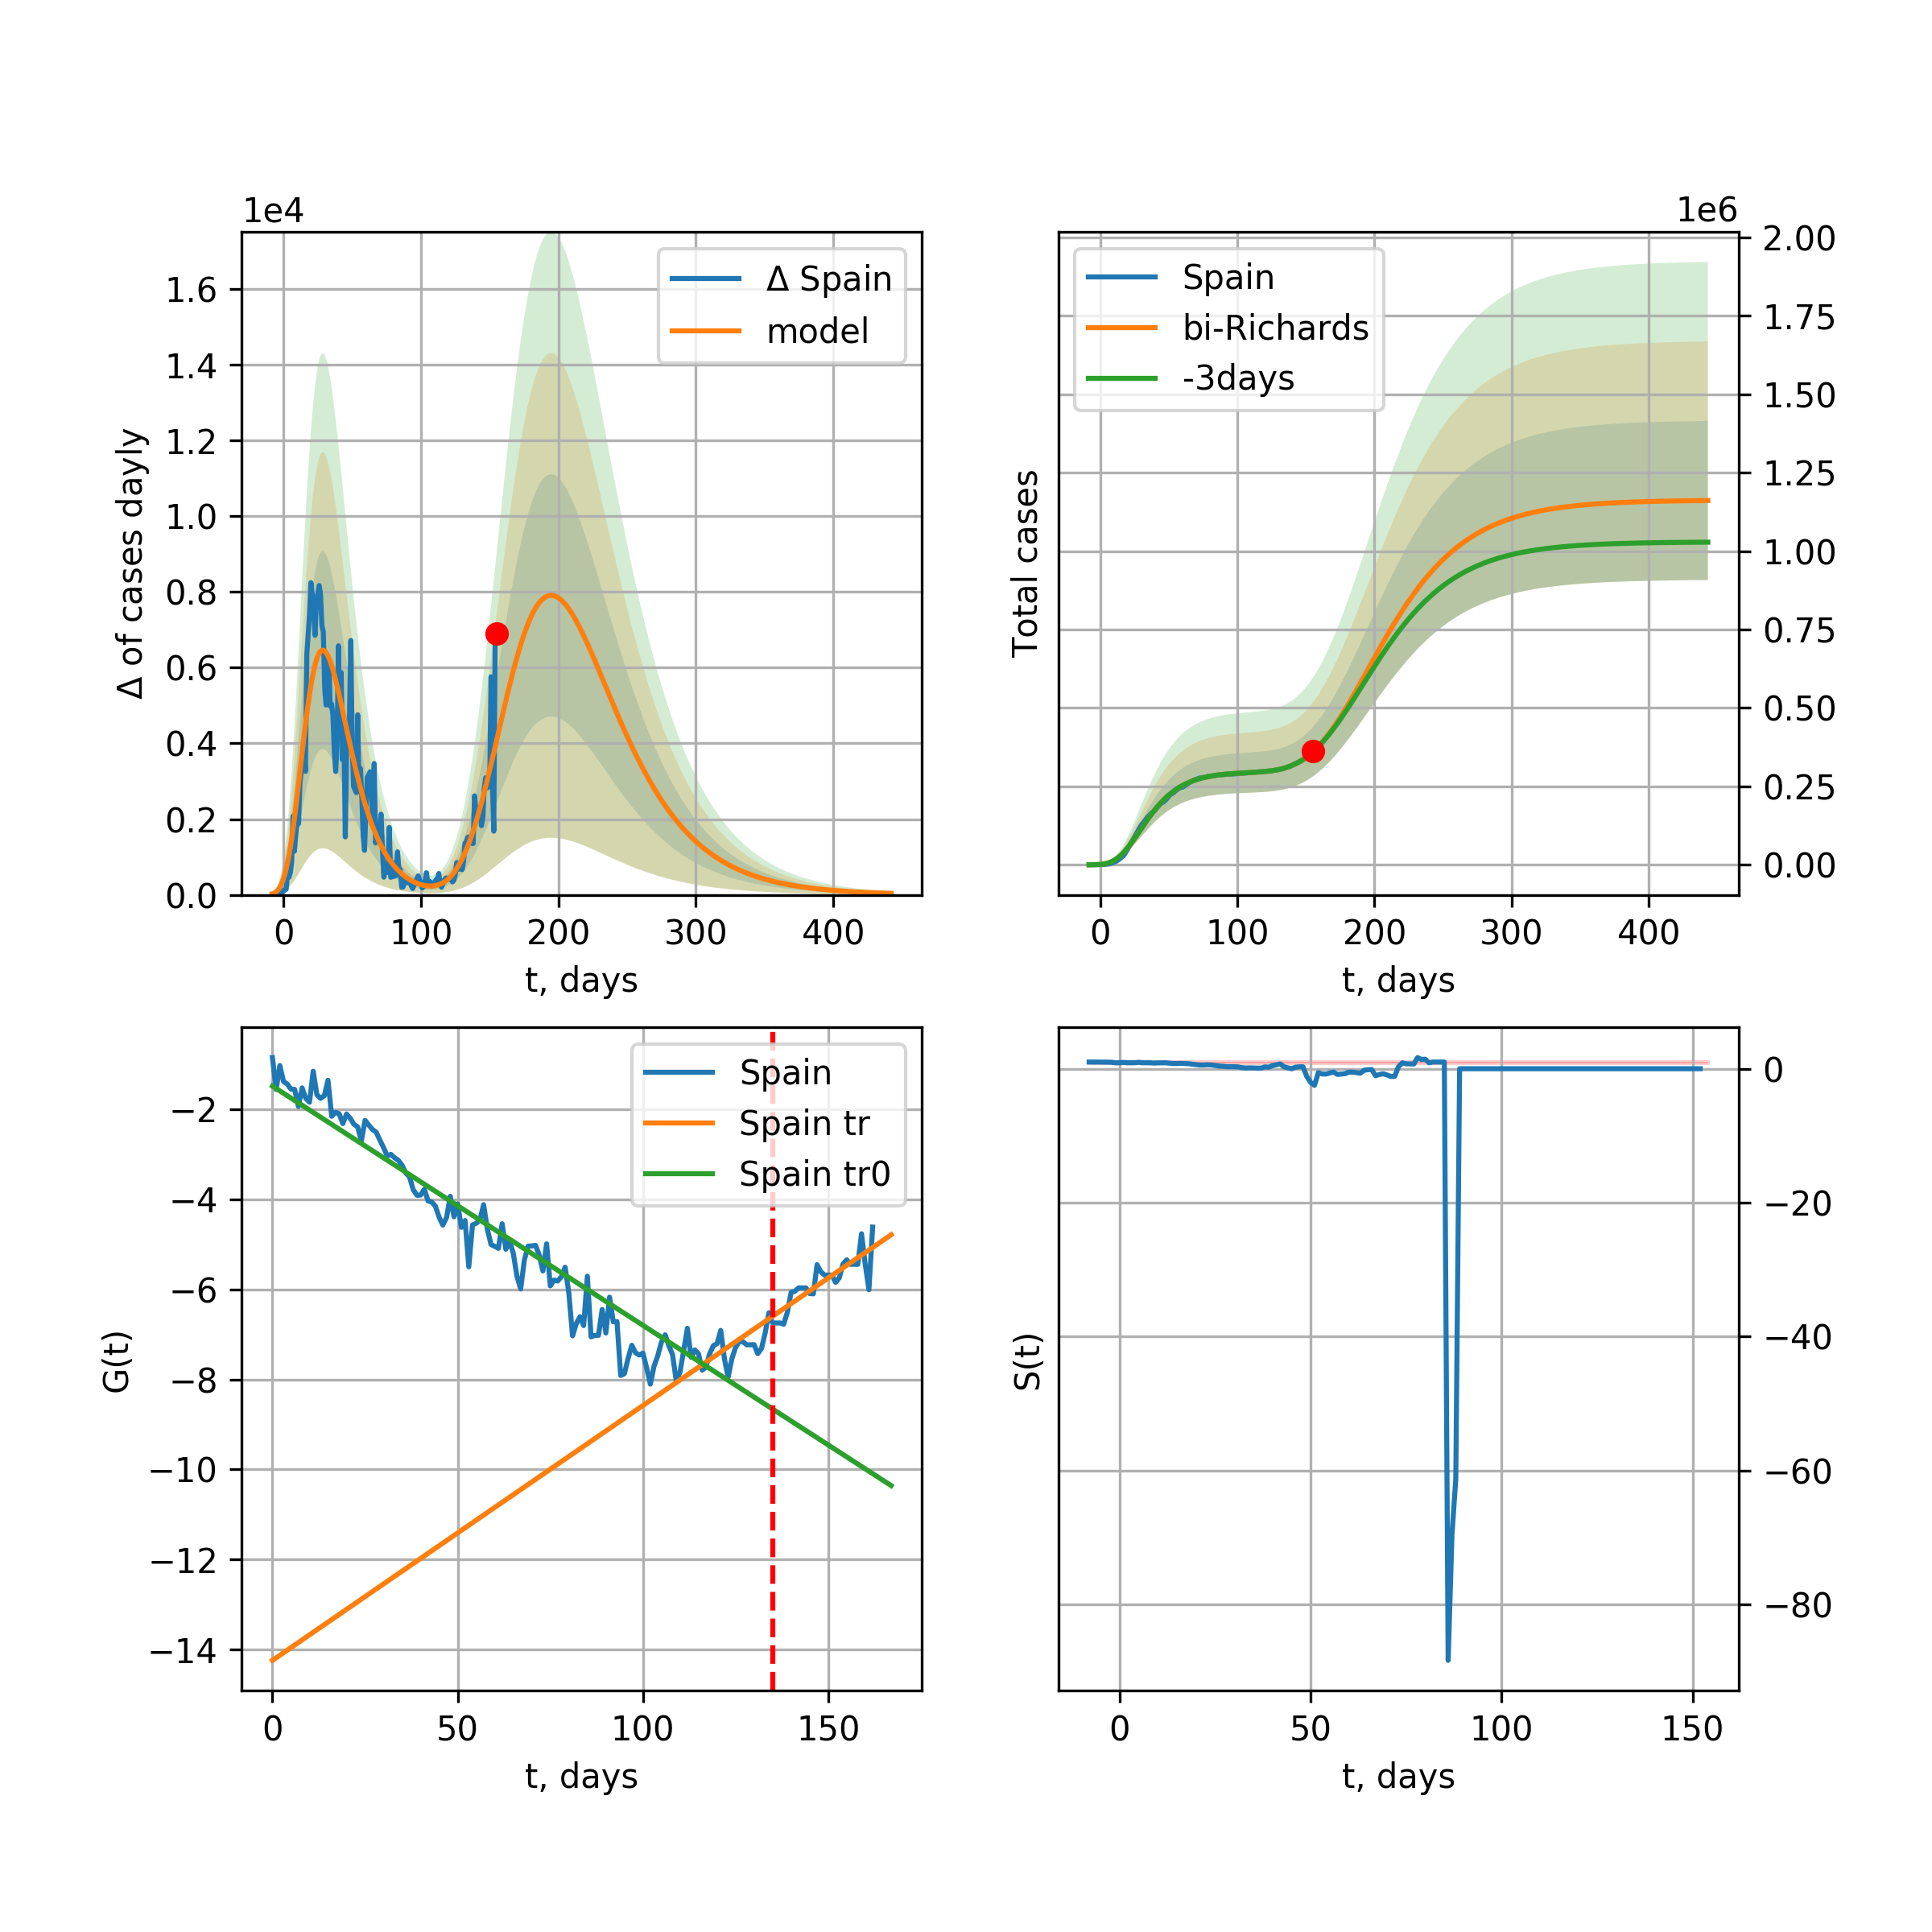 1e4
Δ of cases dayly
1.6
1.4
1.2
1.0
0.8
0.6
0.4
0.2
0.0
Δ Spain
model
0 100 200 300 400
t, days
1e6
Total cases
Spain
bi-Richards
-3days
2.00
1.75
1.50
1.25
1.00
0.75
0.50
0.25
0.00
0 100 200 300 400
t, days
G(t)
−2
−4
−6
−8
−10
−12
−14
Spain
Spain tr
Spain tr0
0 50 100 150
t, days
S(t)
0
−20
−40
−60
−80
0 50 100 150
t, days